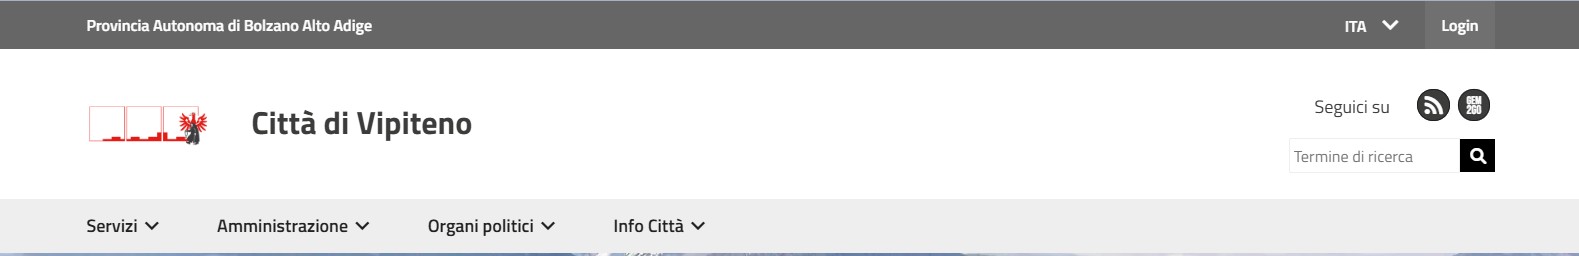 Provincia Autonoma di Bolzano Alto Adige
ITA
Login
Città di Vipiteno
Seguici su
GEM
2GO
Termine di ricerca
Servizi
Amministrazione
Organi politici
Info Città